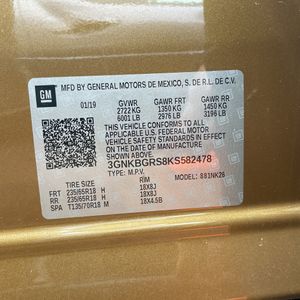 GM
MFD BY GENERAL MOTORS DE MEXICO, S. DE R.L. DE C.V.
01/19 GVWR GAWR FRT GAWR RR
2722 KG 1350 KG 1450 KG
6001 LB 2976 LB 3196 LB
THIS VEHICLE CONFORMS TO ALL
APPLICABLE U.S. FEDERAL MOTOR
VEHICLE SAFETY AND THEFT
PREVENTION STANDARDS IN EFFECT
ON THE DATE OF MANUFACTURE
SHOWN ABOVE.
3GNKBGRS8KS582478
TYPE: M.P.V. MODEL: 881NK26
TIRE SIZE RIM
FRT 235/65R18 H 18X8J
RR 235/65R18 H 18X8J
SPA T135/70R18 M 18X4.5B